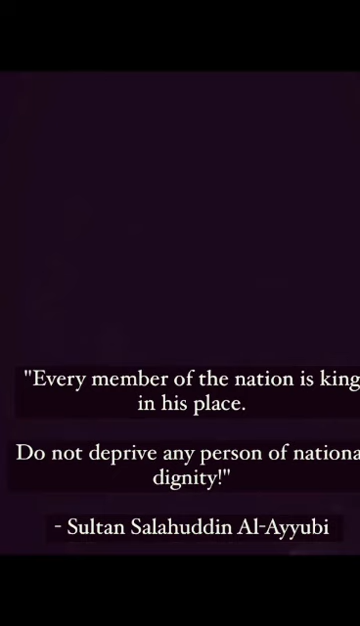 "Every member of the nation is king
in his place.
Do not deprive any person of nationa
dignity!"
- Sultan Salahuddin Al-Ayyubi